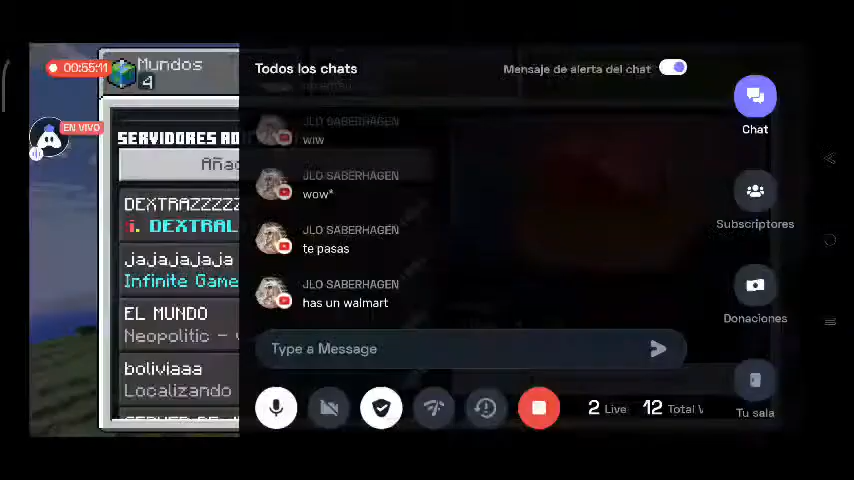 00:55:11
EN VIVO
Mundos
4
SERVIDORES AD
Aña
DEXTRAZZZZZ
i. DEXTRAL
jajajajaja
Infinite Game
EL MUNDO
Neopolitic - 
boliviaaa
Localizando
Todos los chats
Mensaje de alerta del chat
JLO SABERHAGEN
wiw
JLO SABERHAGEN
wow*
JLO SABERHAGEN
te pasas
JLO SABERHAGEN
has un walmart
Type a Message
2 Live
12 Total V
Chat
Subscriptores
Donaciones
Tu sala